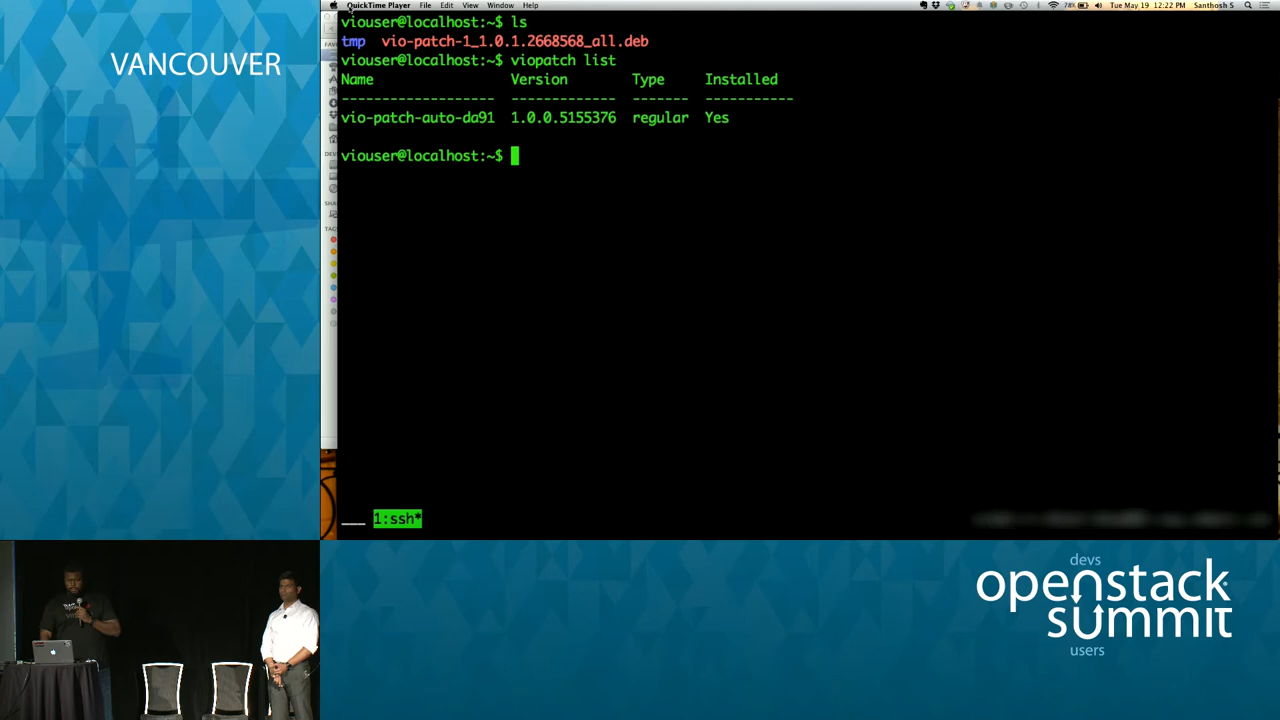 VANCOUVER
QuickTime Player File Edit View Window Help
78% Tue May 19 12:22 PM Santhosh S
viouser@localhost:~$ ls
tmp vio-patch-1_1.0.1.2668568_all.deb
viouser@localhost:~$ viopatch list
Name Version Type Installed
------------------- ------------- ------- -----------
vio-patch-auto-da91 1.0.0.5155376 regular Yes
viouser@localhost:~$
___ 1:ssh*
devs
openstack
summit
users